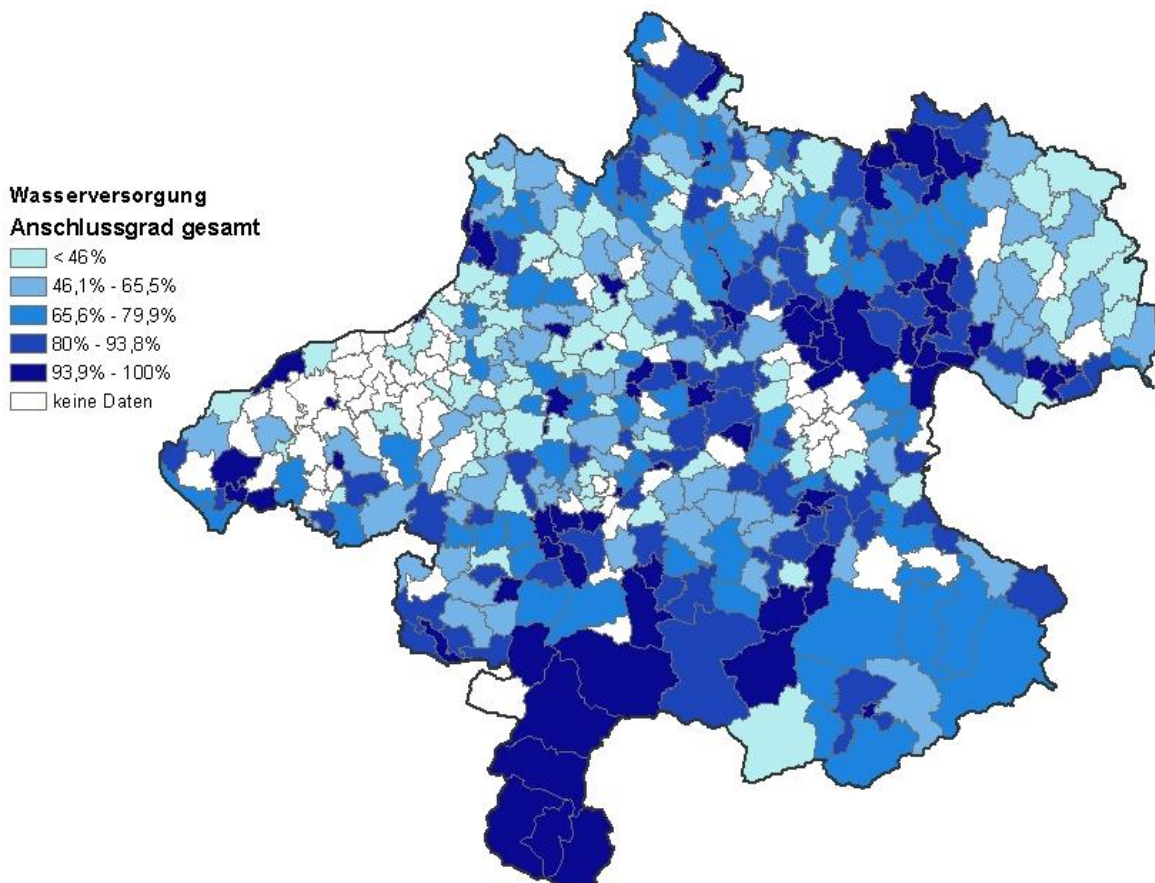 Wasserversorgung
Anschlussgrad gesamt
< 46%
46,1% - 65,5%
65,6% - 79,9%
80% - 93,8%
93,9% - 100%
keine Daten